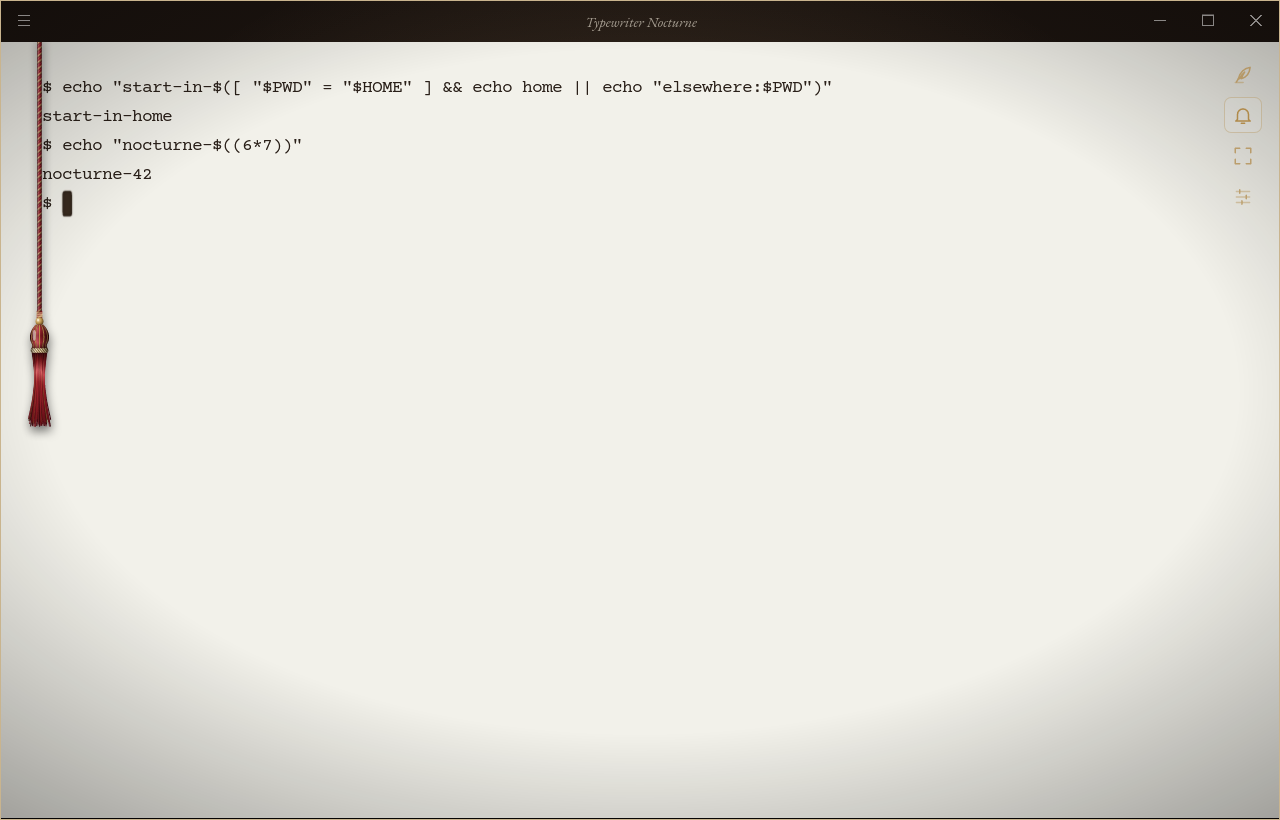 Typewriter Nocturne
$ echo "start-in-$([ "$PWD" = "$HOME" ] && echo home || echo "elsewhere:$PWD")"
start-in-home
$ echo "nocturne-$((6*7))"
nocturne-42
$